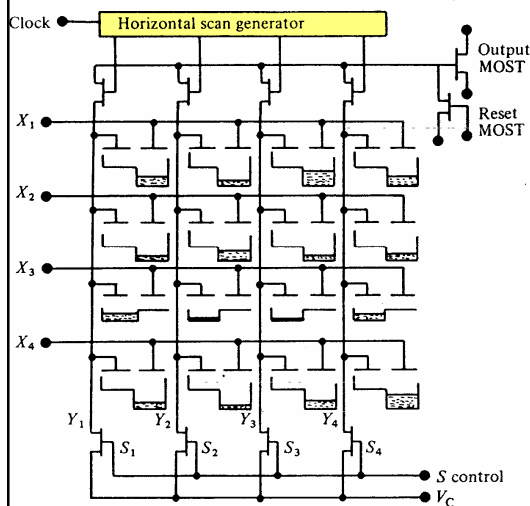 Clock
Horizontal scan generator
Output
MOST
Reset
MOST
X1
X2
X3
X4
Y1
Y2
Y3
Y4
S1
S2
S3
S4
S control
VC